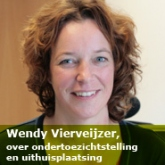 Wendy Vierveijzer,
over ondertoezichtstelling
en uithuisplaatsing